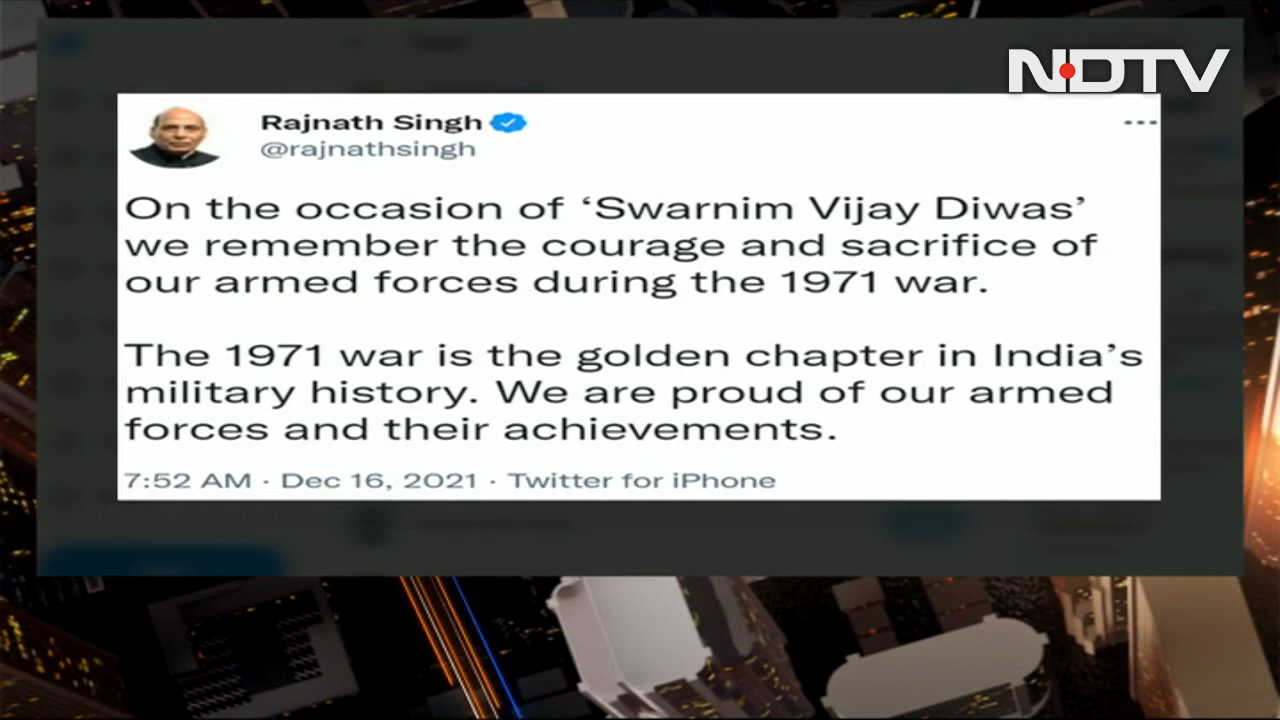 NDTV
Rajnath Singh
@rajnathsingh
On the occasion of ‘Swarnim Vijay Diwas’
we remember the courage and sacrifice of
our armed forces during the 1971 war.
The 1971 war is the golden chapter in India’s
military history. We are proud of our armed
forces and their achievements.
7:52 AM · Dec 16, 2021 · Twitter for iPhone